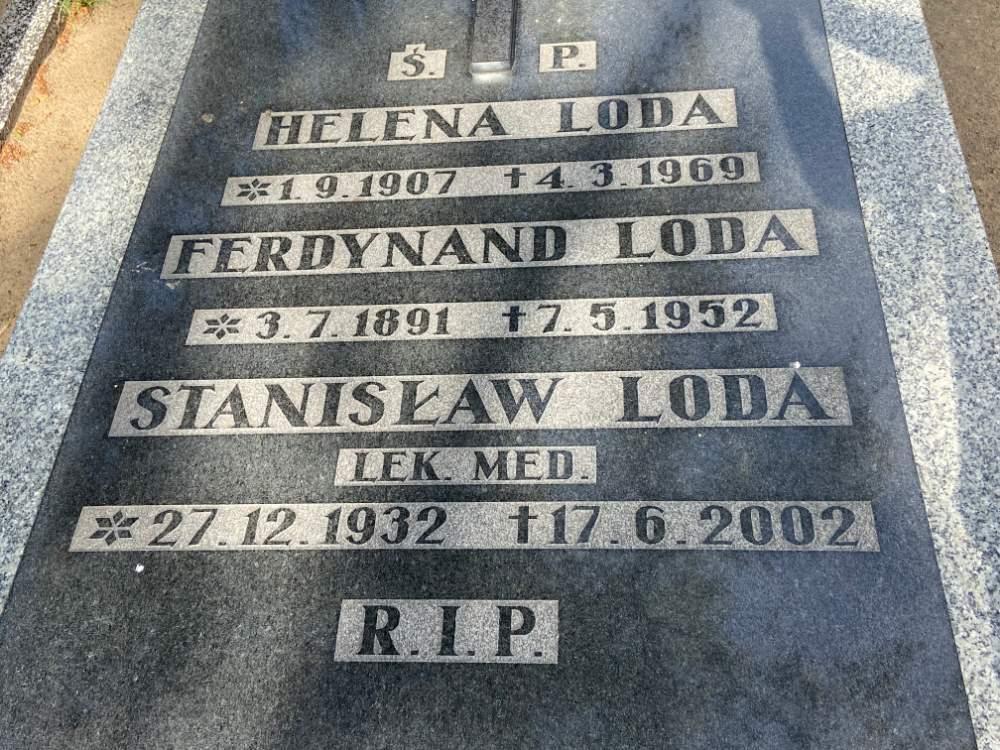 Ś. P.
HELENA LODA
* 1.9.1907 †4.3.1969
FERDYNAND LODA
* 3.7.1891 †7.5.1952
STANISŁAW LODA
LEK. MED.
* 27.12.1932 †17.6.2002
R.I.P.